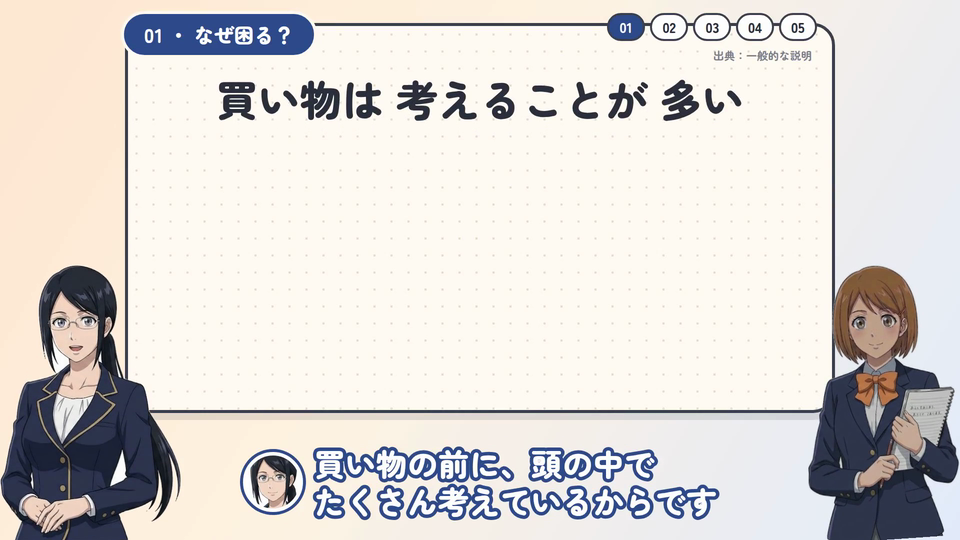 01 ・ なぜ困る？
01 02 03 04 05
出典：一般的な説明
買い物は 考えることが 多い
買い物の前に、頭の中で
たくさん考えているからです